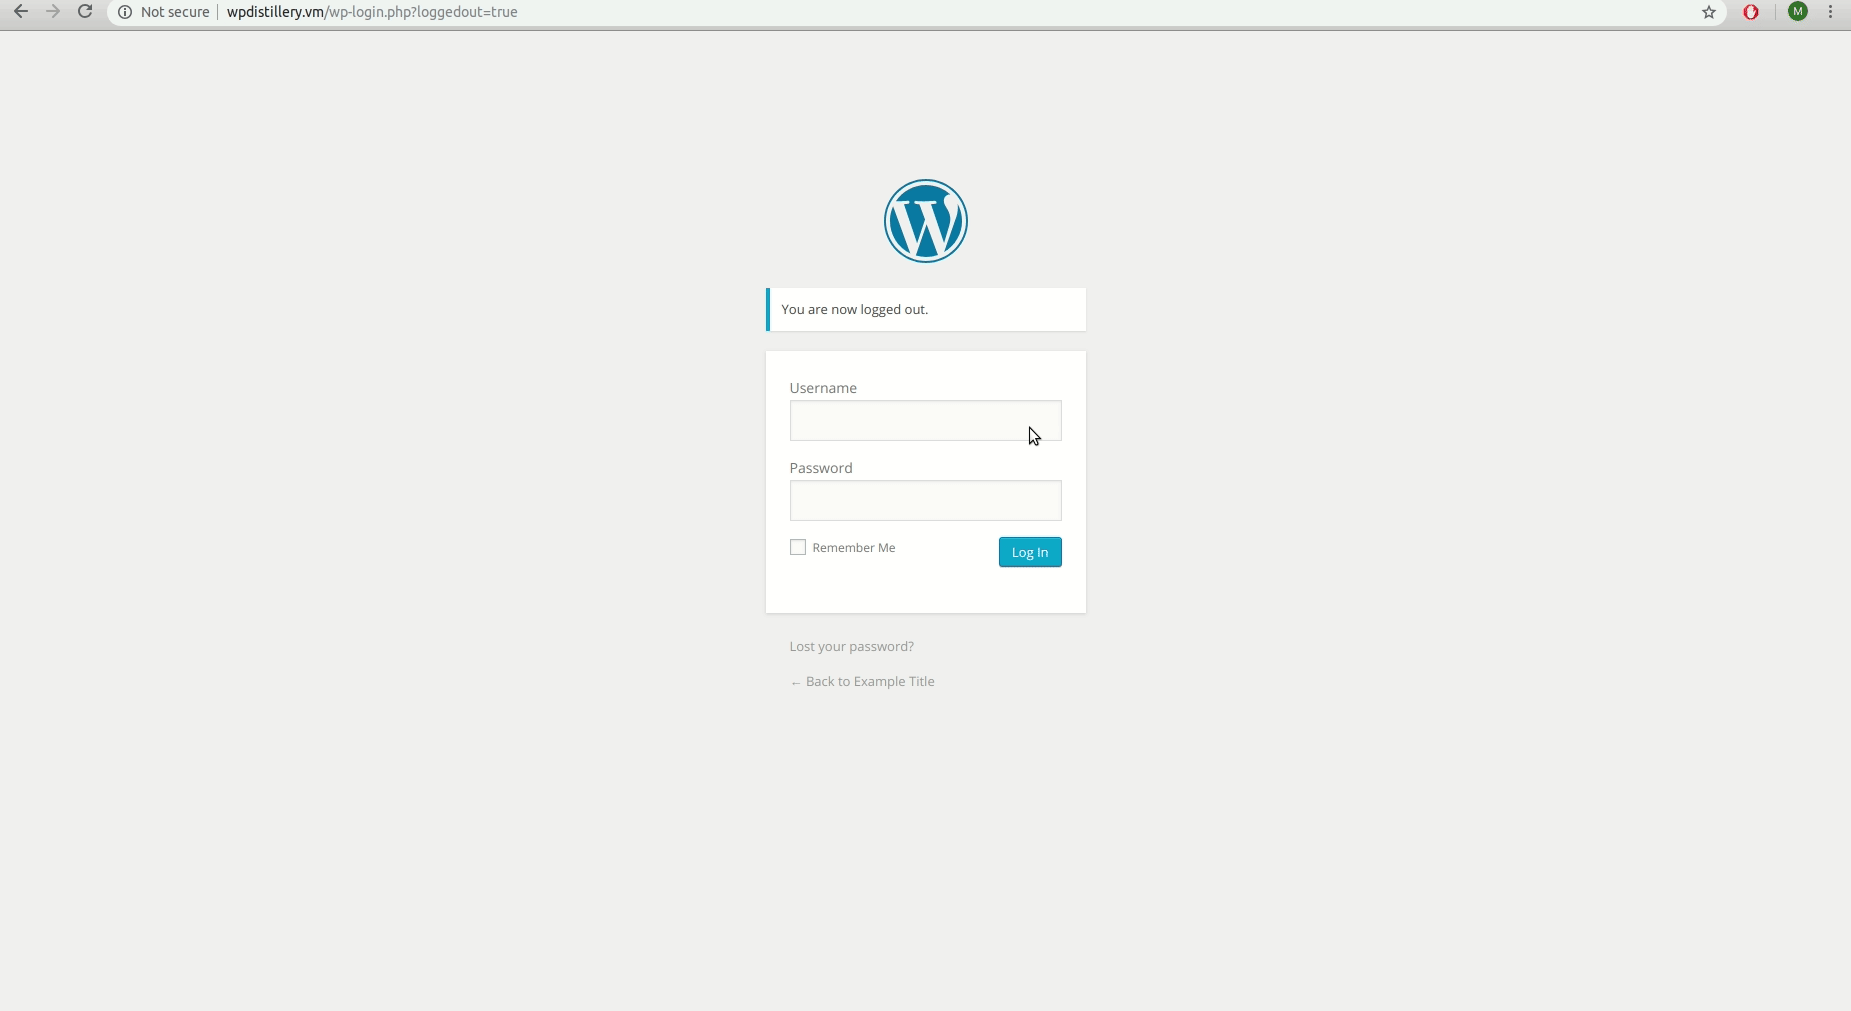 Not secure wpdistillery.vm/wp-login.php?loggedout=true
M
W
You are now logged out.
Username
Password
Remember Me
Log In
Lost your password?
← Back to Example Title